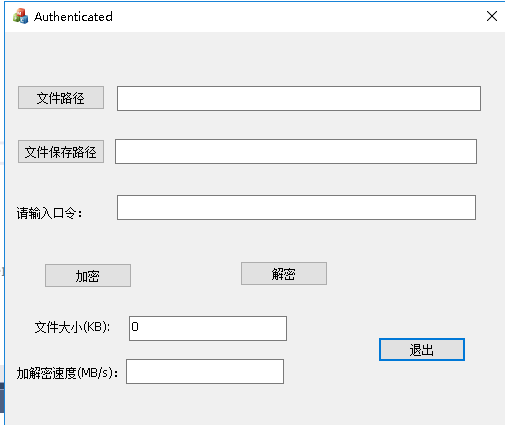 Authenticated
文件路径
文件保存路径
请输入口令：
加密
解密
文件大小(KB):
0
退出
加解密速度(MB/s)：